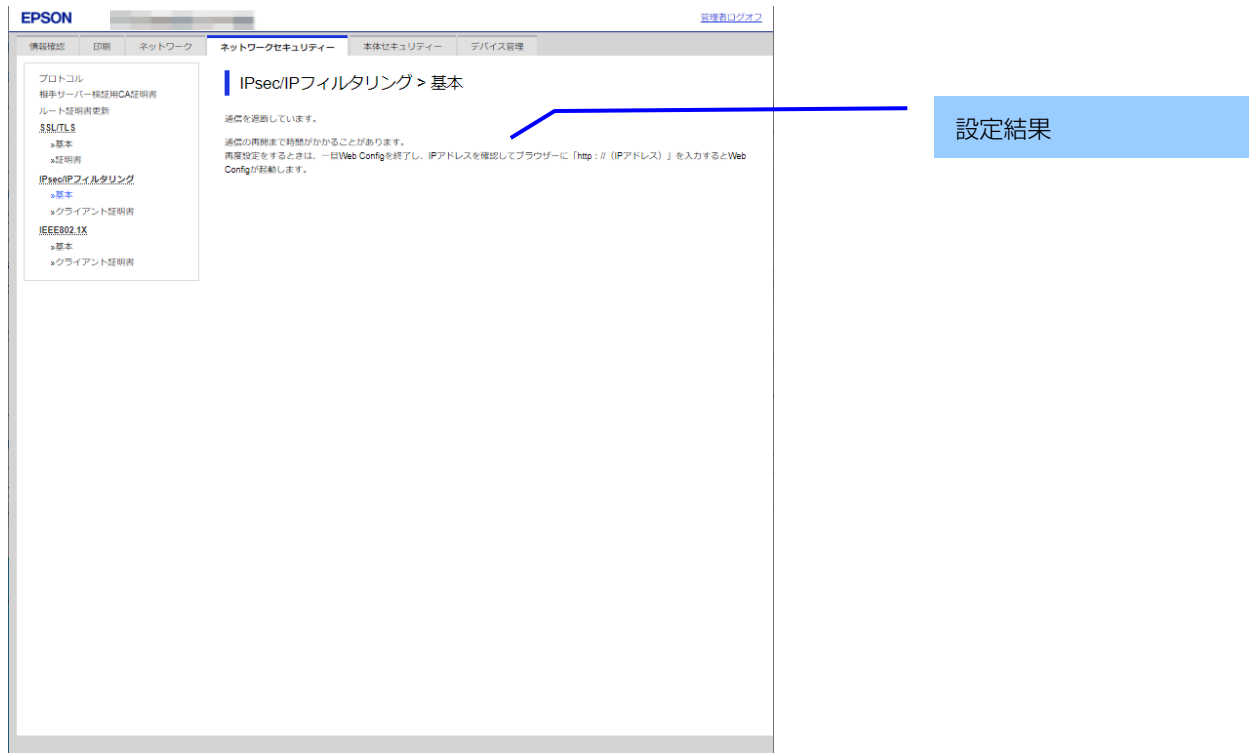 EPSON
管理者ログオフ
情報確認 印刷 ネットワーク ネットワークセキュリティー 本体セキュリティー デバイス管理
プロトコル
相手サーバー検証用CA証明書
ルート証明書更新
SSL/TLS
»基本
»証明書
IPsec/IPフィルタリング
»基本
»クライアント証明書
IEEE802.1X
»基本
»クライアント証明書
IPsec/IPフィルタリング > 基本
通信を遮断しています。
通信の再開まで時間がかかることがあります。
再度設定をするときは、一旦Web Configを終了し、IPアドレスを確認してブラウザーに「http：//（IPアドレス）」を入力するとWeb
Configが起動します。
設定結果